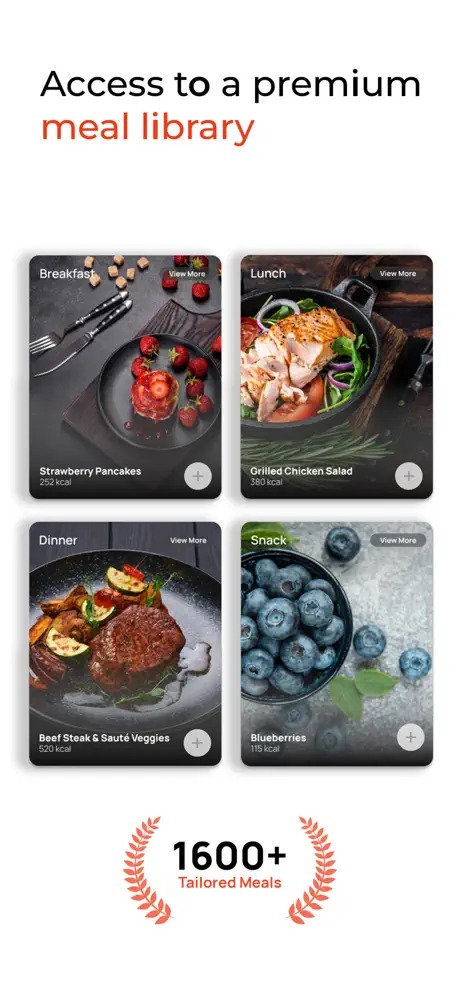 Access to a premium
meal library
Breakfast
View More
Strawberry Pancakes
252 kcal
Lunch
View More
Grilled Chicken Salad
380 kcal
Dinner
View More
Beef Steak & Sauté Veggies
520 kcal
Snack
View More
Blueberries
115 kcal
1600+
Tailored Meals